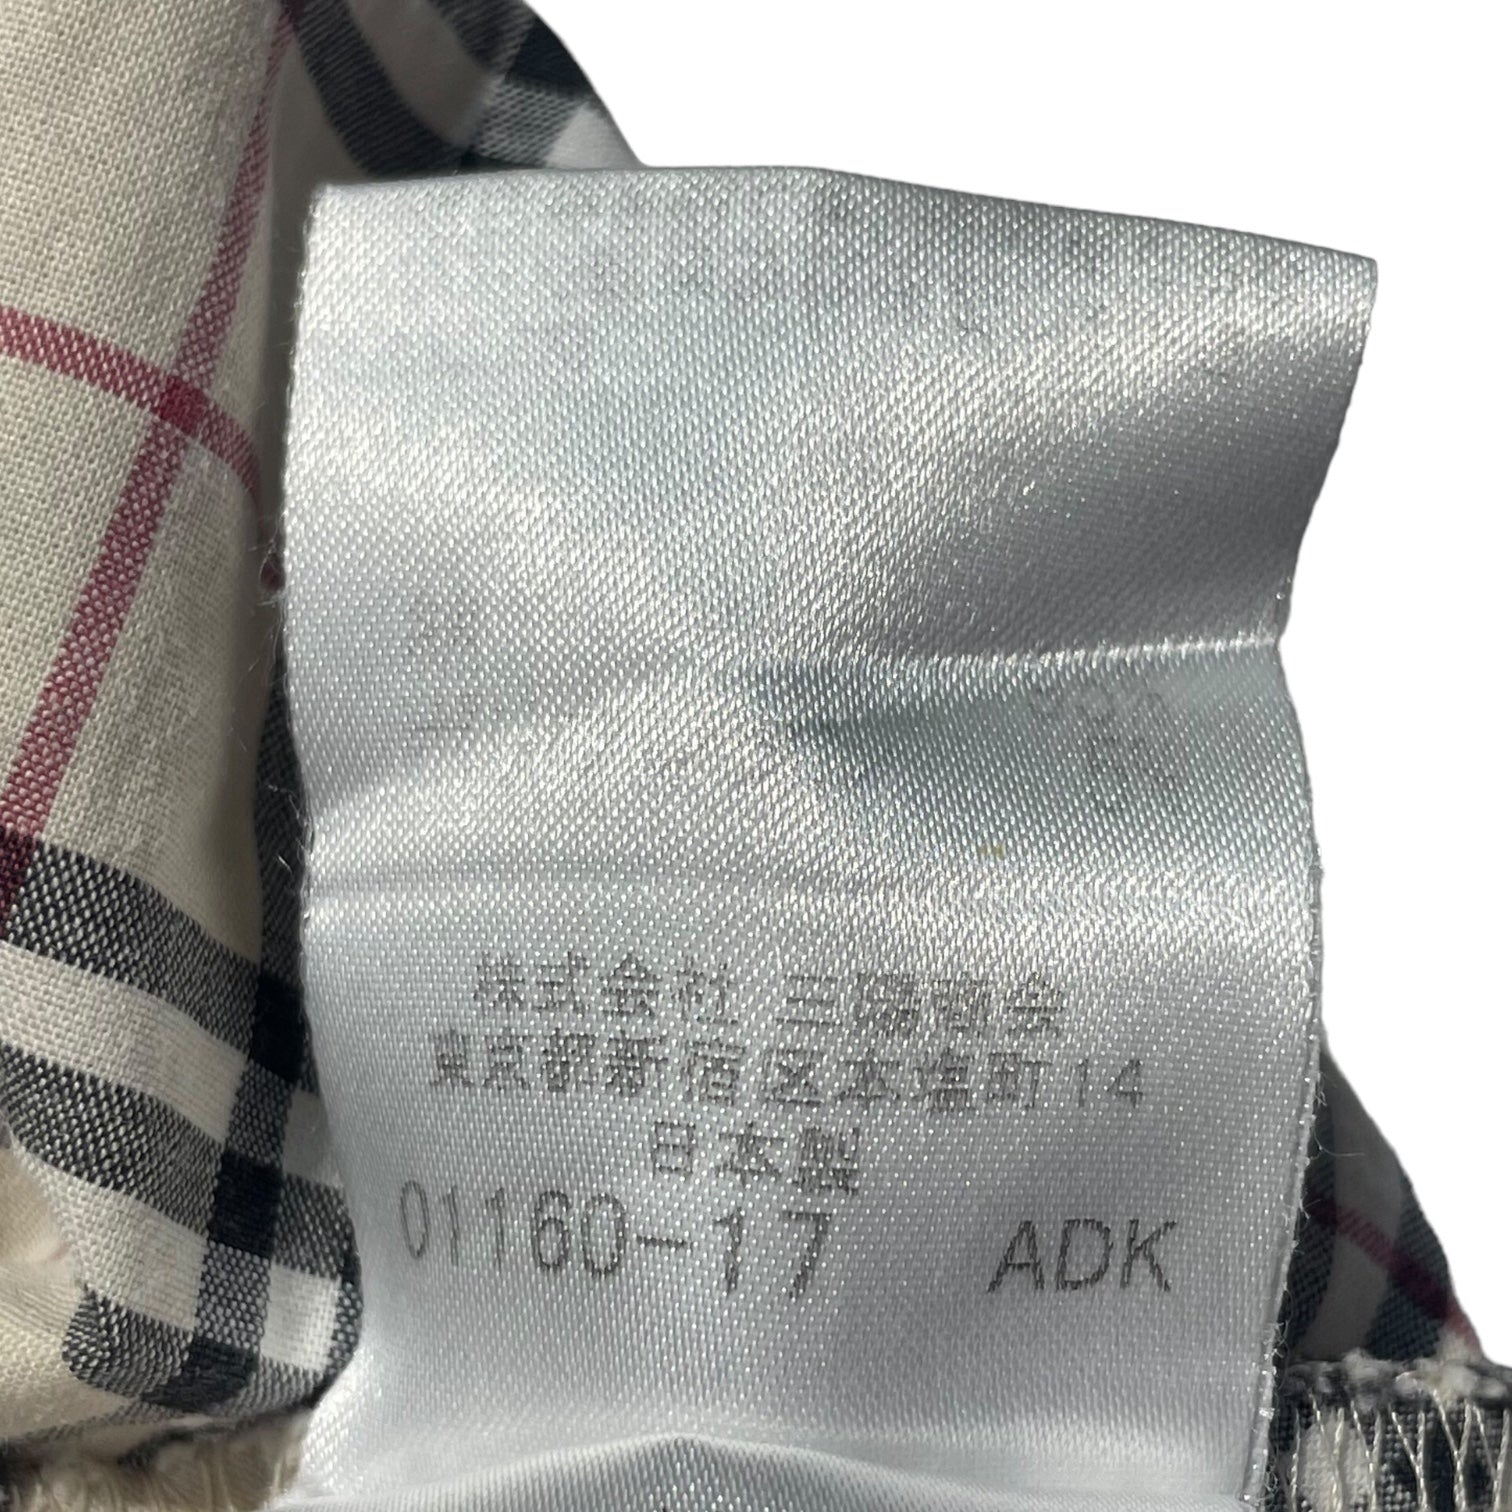 株式会社 三陽商会
東京都新宿区本塩町14
日本製
01160-17 ADK